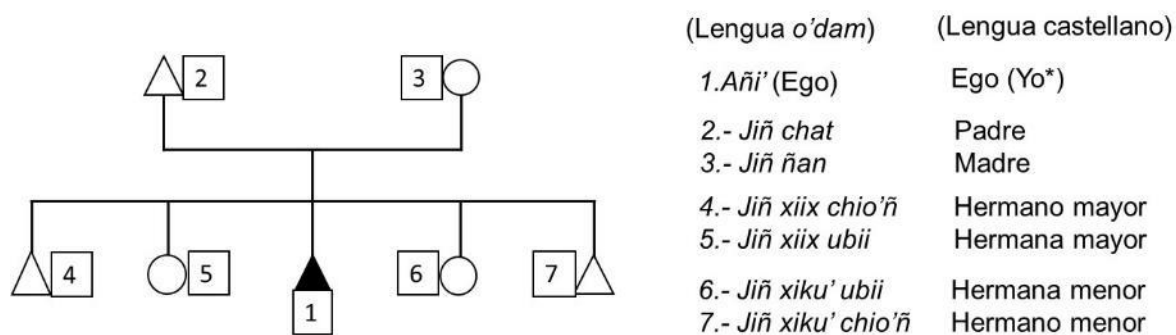 (Lengua o’dam) (Lengua castellano)
1.Añi’ (Ego) Ego (Yo*)
2.- Jiñ chat Padre
3.- Jiñ ñan Madre
4.- Jiñ xiix chio’ñ Hermano mayor
5.- Jiñ xiix ubii Hermana mayor
6.- Jiñ xiku’ ubii Hermana menor
7.- Jiñ xiku’ chio’ñ Hermano menor
2 3
4 5 1 6 7